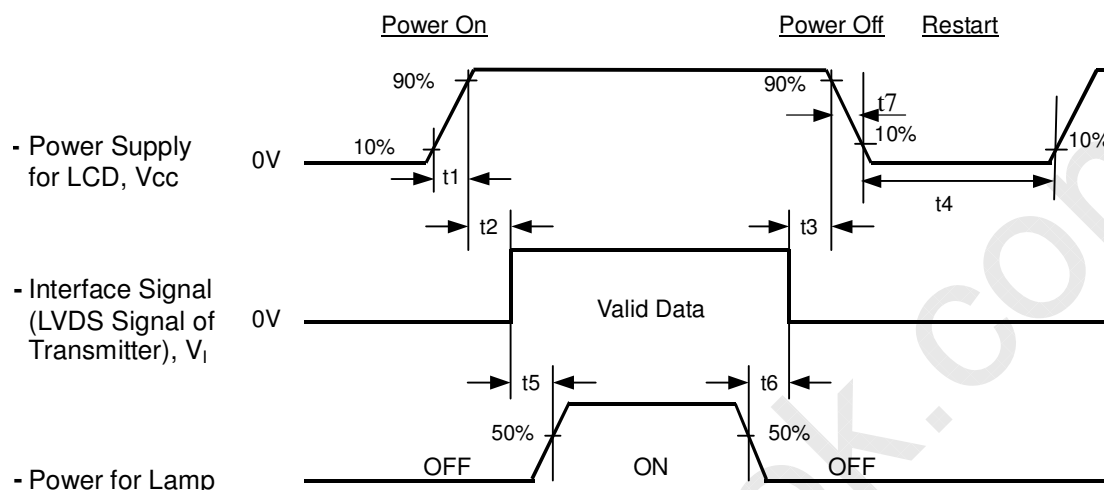 Power On
Power Off
Restart
90%
90%
t7
- Power Supply
for LCD, Vcc
0V
10%
10%
10%
t1
t4
t2
t3
- Interface Signal
(LVDS Signal of
Transmitter), VI
0V
Valid Data
t5
t6
50%
50%
OFF
ON
OFF
- Power for Lamp